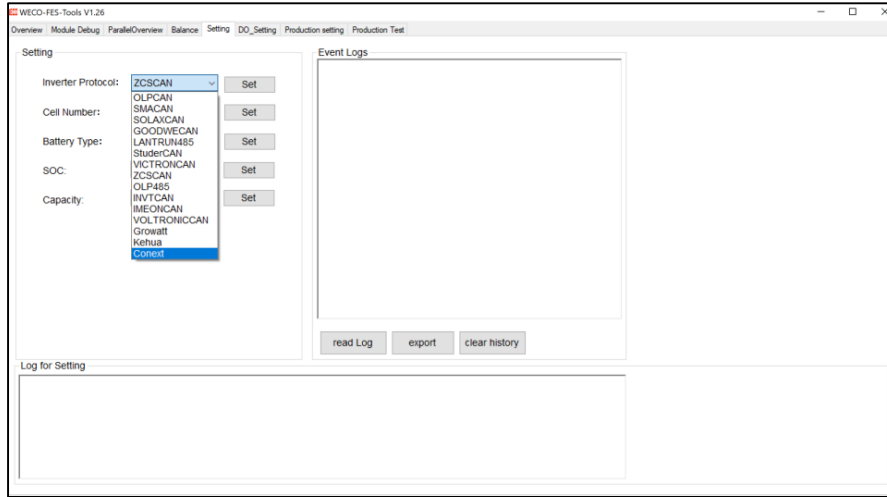 WECO-FES-Tools V1.26
Overview Module Debug ParallelOverview Balance Setting DO_Setting Production setting Production Test
Setting
Inverter Protocol: ZCSCAN Set
OLPCAN
SMACAN
Cell Number: Set
SOLAXCAN
GOODWECAN
Battery Type: LANTRUN485 Set
StuderCAN
VICTRONCAN
SOC: ZCSCAN Set
OLP485
Capacity: INVTCAN Set
IMEONCAN
VOLTRONICCAN
Growatt
Kehua
Conext
Event Logs
read Log export clear history
Log for Setting